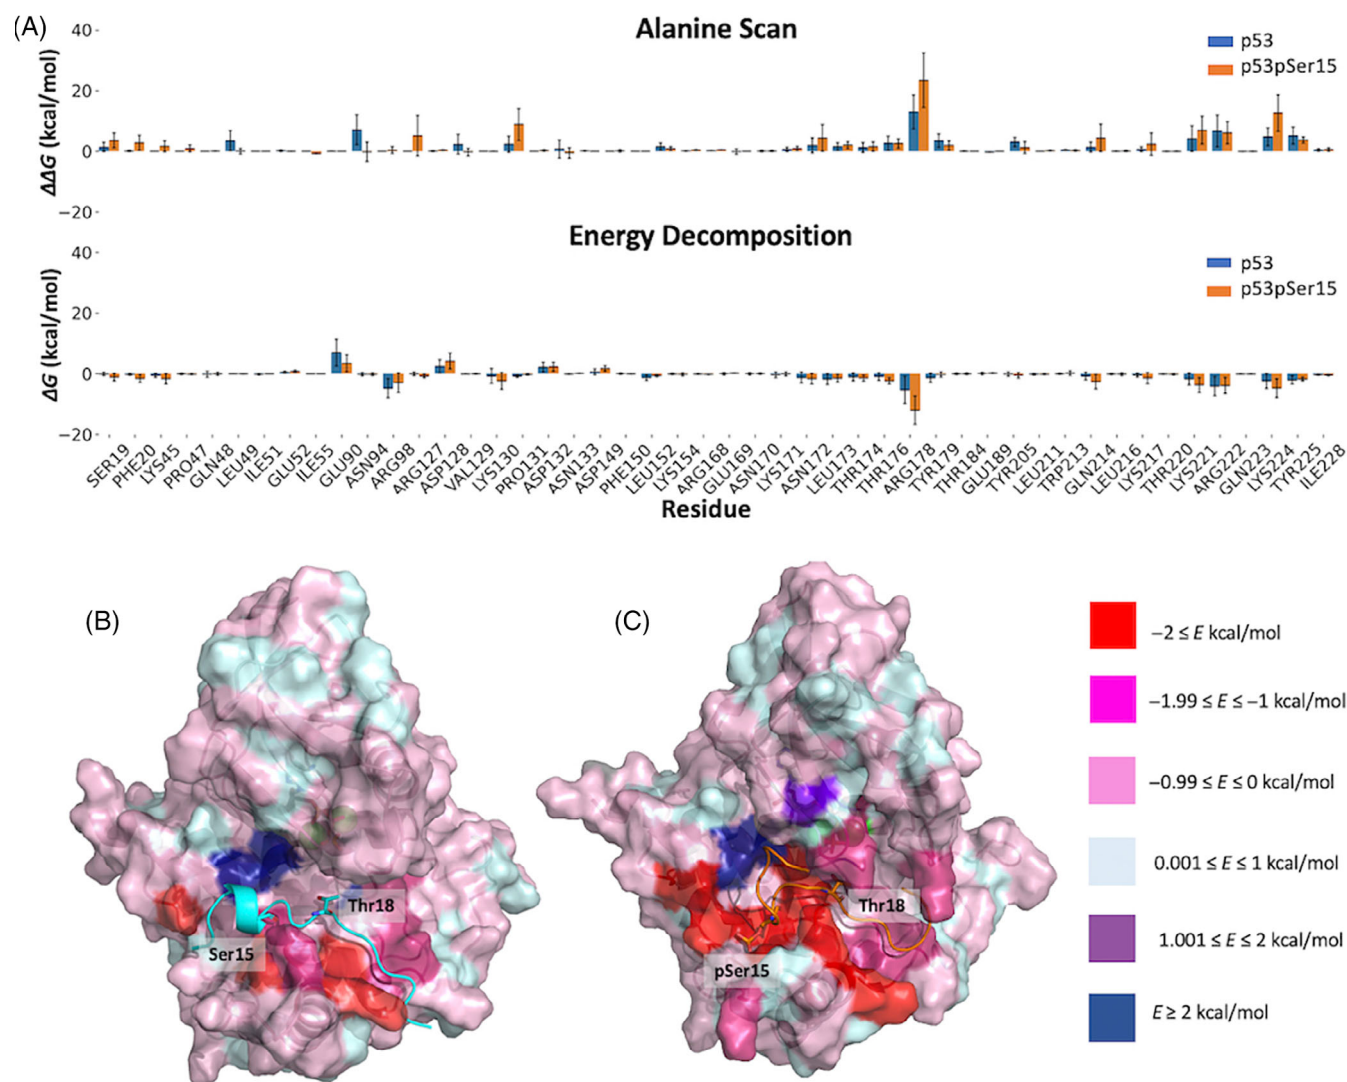 (A)
Alanine Scan
p53
p53pSer15
40
20
0
−20
ΔΔG (kcal/mol)
Energy Decomposition
p53
p53pSer15
40
20
0
−20
ΔG (kcal/mol)
SER19
PHE20
LYS45
PRO47
GLN48
LEU49
ILE51
GLU52
ILE55
GLU90
ASN94
ARG98
ARG127
ASP128
VAL129
LYS130
PRO131
ASP132
ASN133
ASP149
PHE150
LEU152
LYS154
ARG168
GLU169
ASN170
LYS171
ASN172
LEU173
THR174
THR176
ARG178
TYR179
THR184
GLU189
TYR205
LEU211
TRP213
GLN214
LEU216
LYS217
THR220
LYS221
ARG222
GLN223
LYS224
TYR225
ILE228
Residue
(B)
Ser15
Thr18
(C)
pSer15
Thr18
−2 ≤ E kcal/mol
−1.99 ≤ E ≤ −1 kcal/mol
−0.99 ≤ E ≤ 0 kcal/mol
0.001 ≤ E ≤ 1 kcal/mol
1.001 ≤ E ≤ 2 kcal/mol
E ≥ 2 kcal/mol